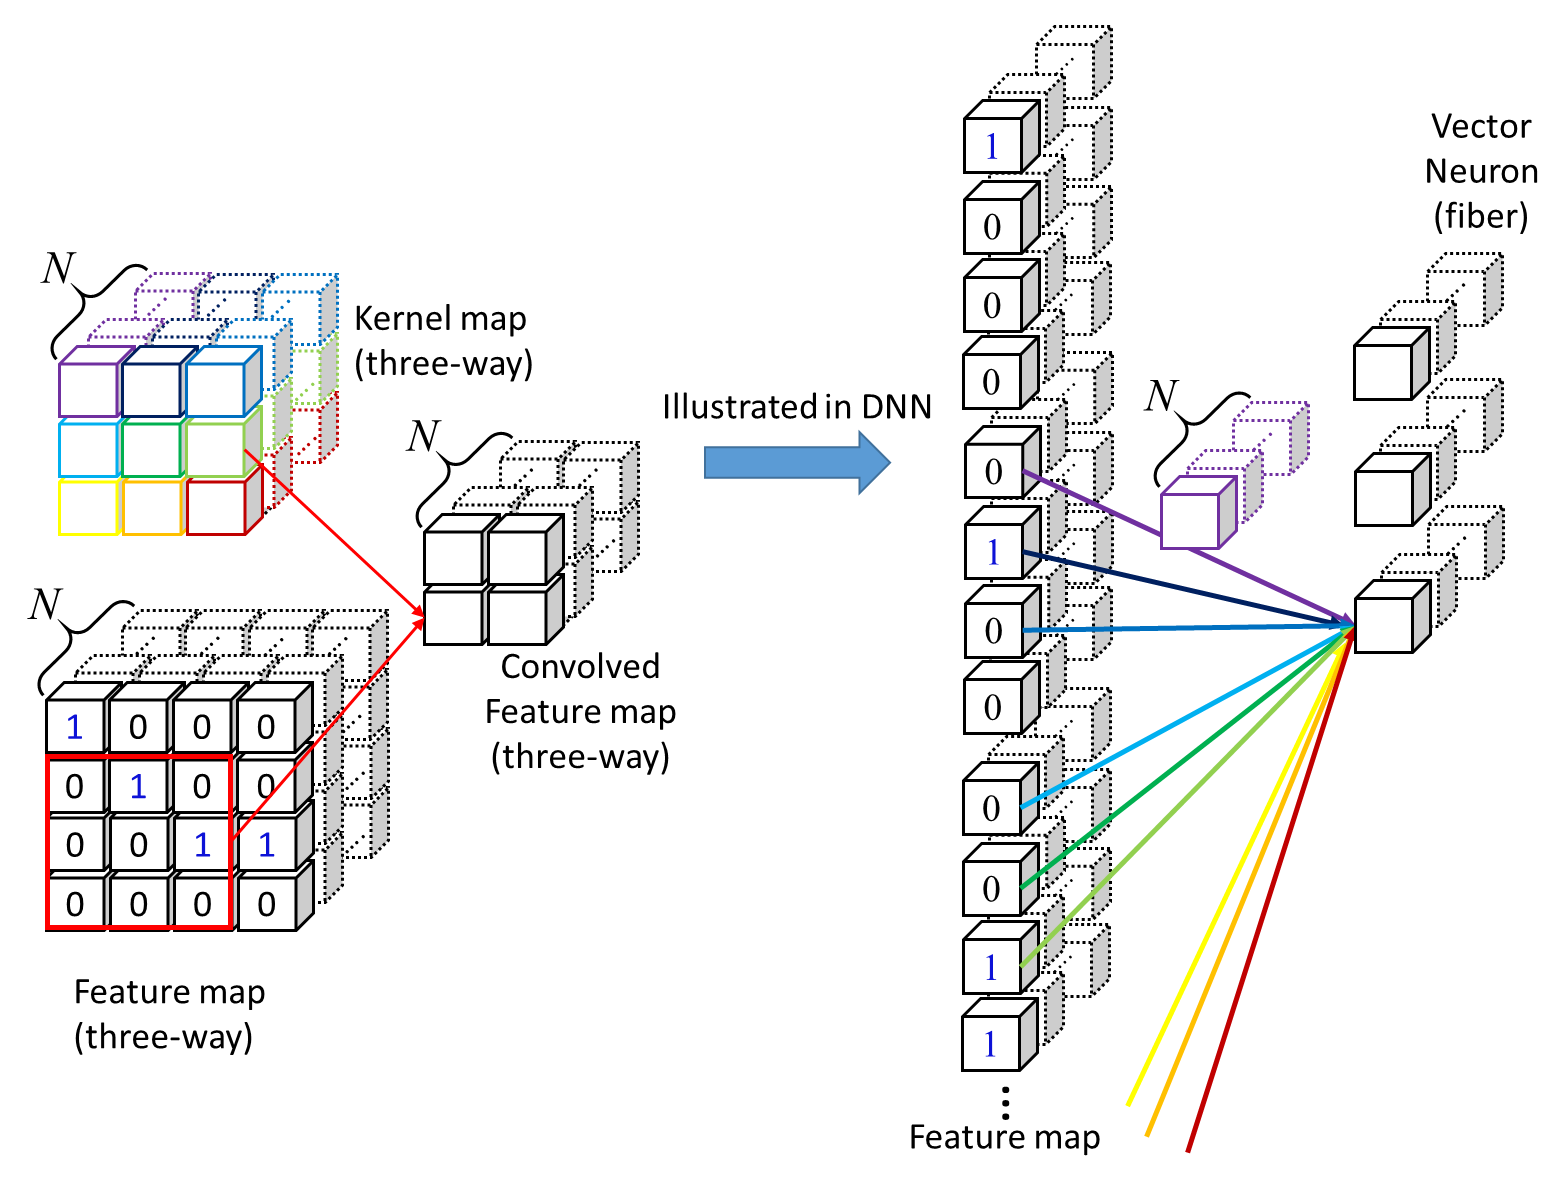 N
Kernel map
(three-way)
N
Convolved
Feature map
(three-way)
N
1 0 0 0
0 1 0 0
0 0 1 1
0 0 0 0
Feature map
(three-way)
Illustrated in DNN
1
0
0
0
0
1
0
0
0
0
1
1
⋮
Feature map
N
Vector
Neuron
(fiber)